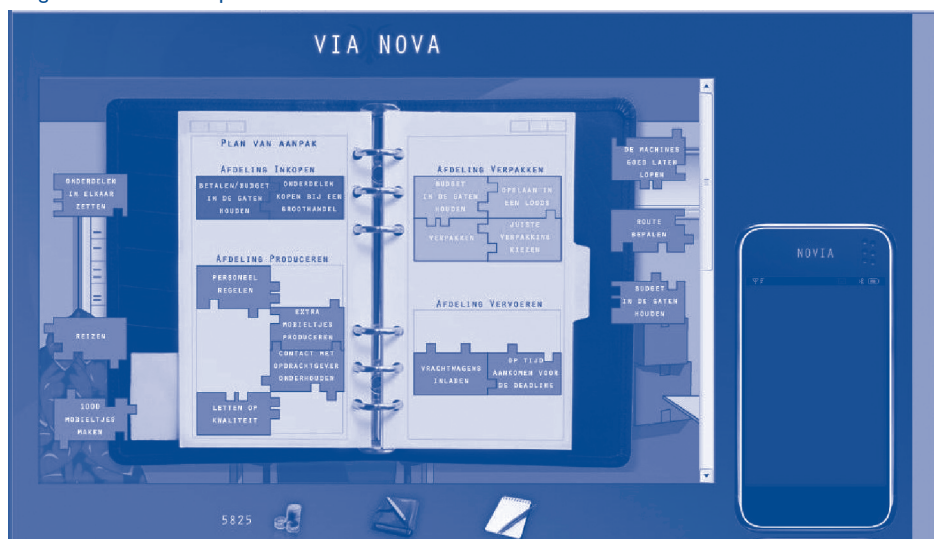 VIA NOVA
PLAN VAN AANPAK
AFDELING INKOPEN
BETALEN/BUDGET
IN DE GATEN
HOUDEN
ONDERDELEN
KOPEN BIJ EEN
GROOTHANDEL
AFDELING PRODUCEREN
PERSONEEL
REGELEN
EXTRA
MOBIELTJES
PRODUCEREN
CONTACT MET
OPDRACHTGEVER
ONDERHOUDEN
LETTEN OP
KWALITEIT
AFDELING VERPAKKEN
BUDGET
IN DE GATEN
HOUDEN
OPSLAAN IN
EEN LOODS
VERPAKKEN
JUISTE
VERPAKKING
KIEZEN
AFDELING VERVOEREN
VRACHTWAGENS
INLADEN
OP TIJD
AANKOMEN VOOR
DE DEADLINE
ONDERDELEN
IN ELKAAR
ZETTEN
REIZEN
1000
MOBIELTJES
MAKEN
DE MACHINES
GOED LATEN
LOPEN
ROUTE
BEPALEN
BUDGET
IN DE GATEN
HOUDEN
NOVIA
5825